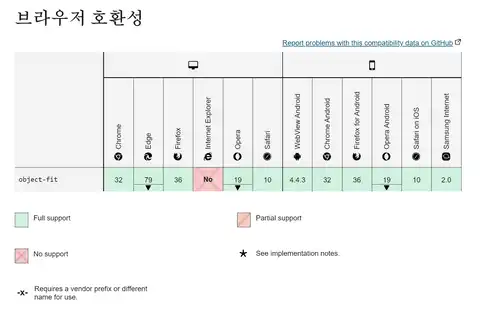 브라우저 호환성
Report problems with this compatibility data on GitHub
Chrome
Edge
Firefox
Internet Explorer
Opera
Safari
WebView Android
Chrome Android
Firefox for Android
Opera Android
Safari on iOS
Samsung Internet
object-fit 32 79 36 No 19 10 4.4.3 32 36 19 10 2.0
Full support
Partial support
No support
See implementation notes.
-x- Requires a vendor prefix or different
name for use.